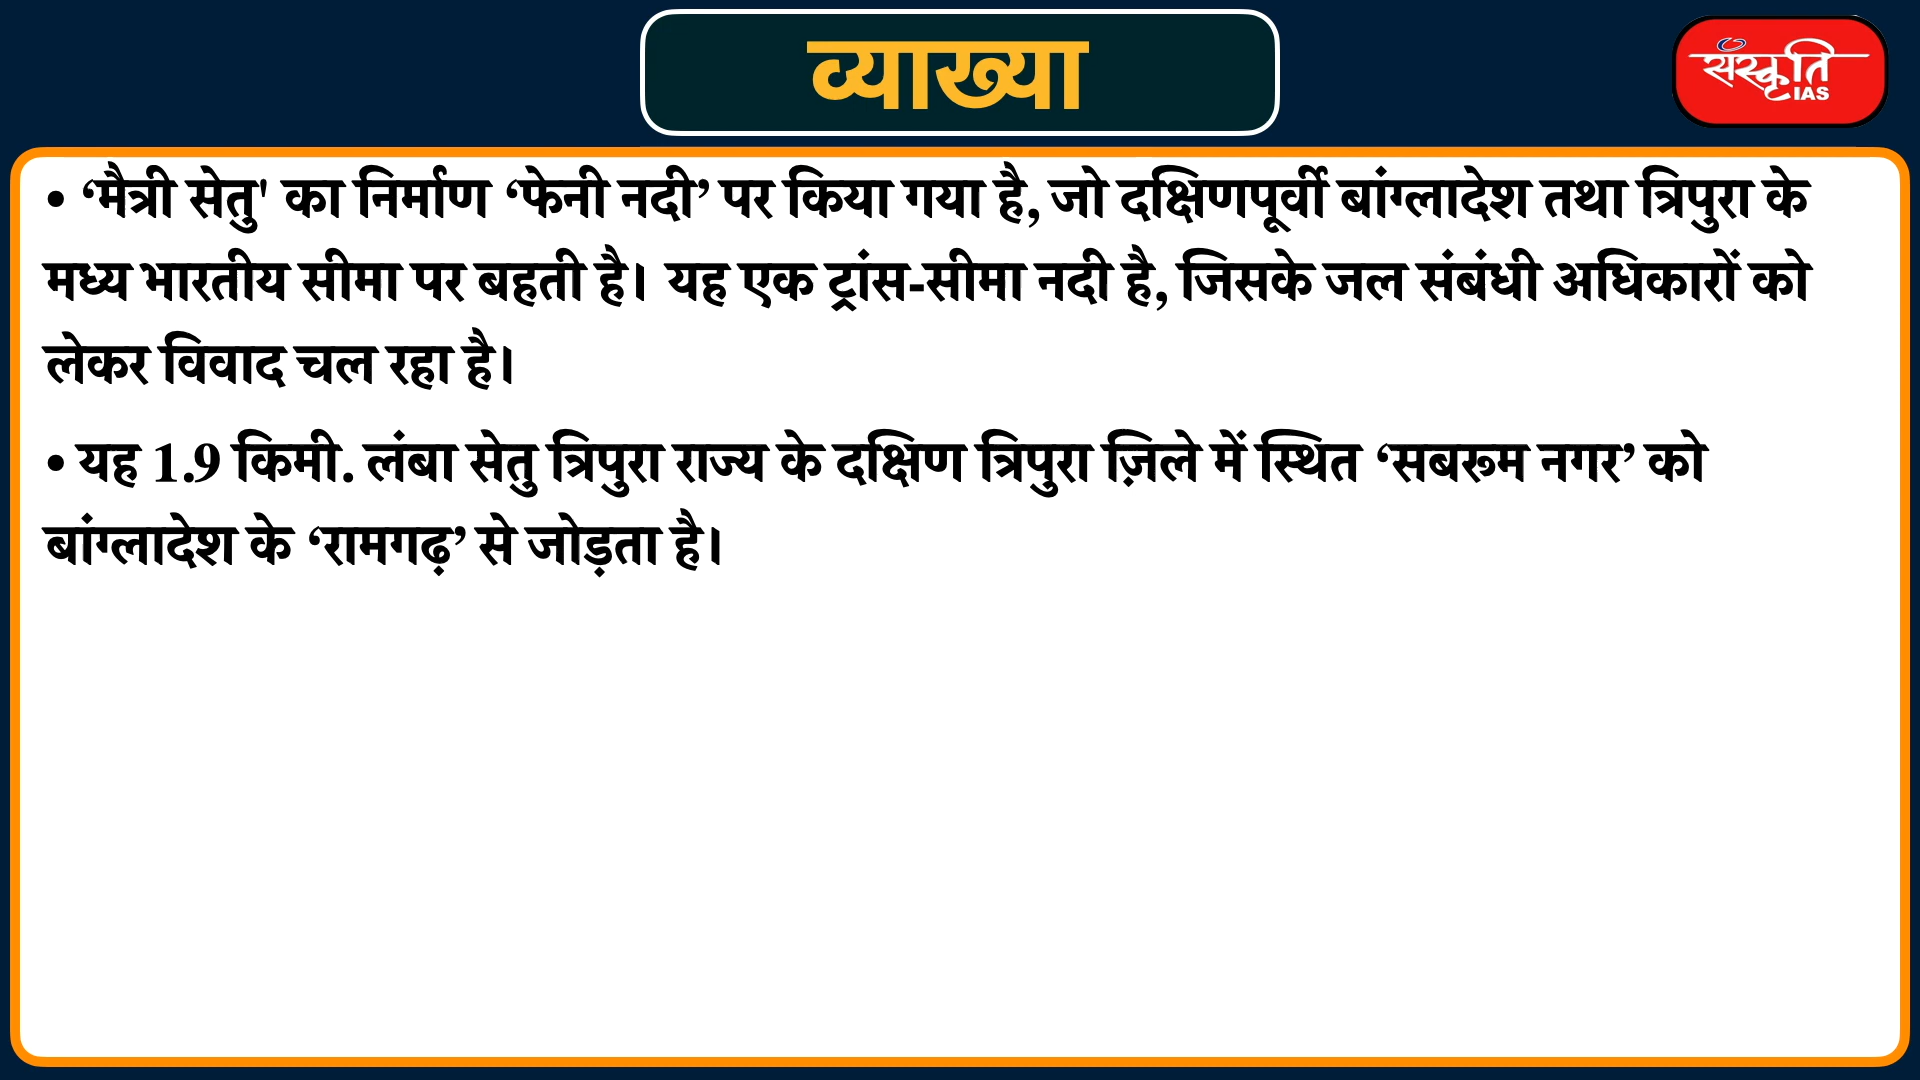 व्याख्या
संस्कृति
IAS
• ‘मैत्री सेतु' का निर्माण ‘फेनी नदी’ पर किया गया है, जो दक्षिणपूर्वी बांग्लादेश तथा त्रिपुरा के
मध्य भारतीय सीमा पर बहती है। यह एक ट्रांस-सीमा नदी है, जिसके जल संबंधी अधिकारों को
लेकर विवाद चल रहा है।
• यह 1.9 किमी. लंबा सेतु त्रिपुरा राज्य के दक्षिण त्रिपुरा ज़िले में स्थित ‘सबरूम नगर’ को
बांग्लादेश के ‘रामगढ़’ से जोड़ता है।